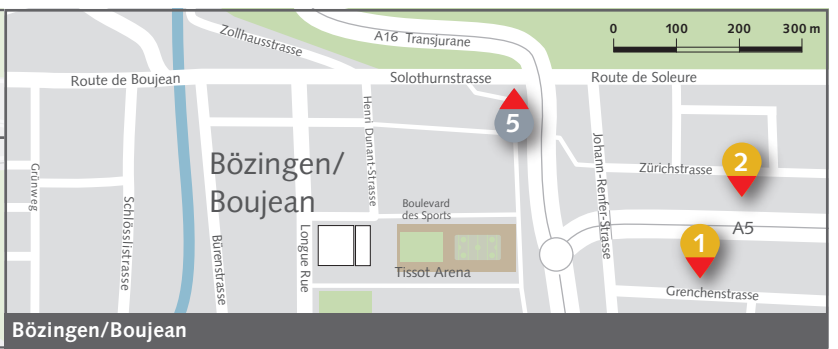 Zollhausstrasse
A16 Transjurane
0 100 200 300 m
Route de Boujean
Solothurnstrasse
Route de Soleure
5
Henri Dunant-Strasse
Johann-Renfer-Strasse
Grünweg
Schlösslistrasse
Bözingen/
Boujean
Zürichstrasse
2
Boulevard
des Sports
Bürenstrasse
Longue Rue
A5
1
Tissot Arena
Grenchenstrasse
Bözingen/Boujean